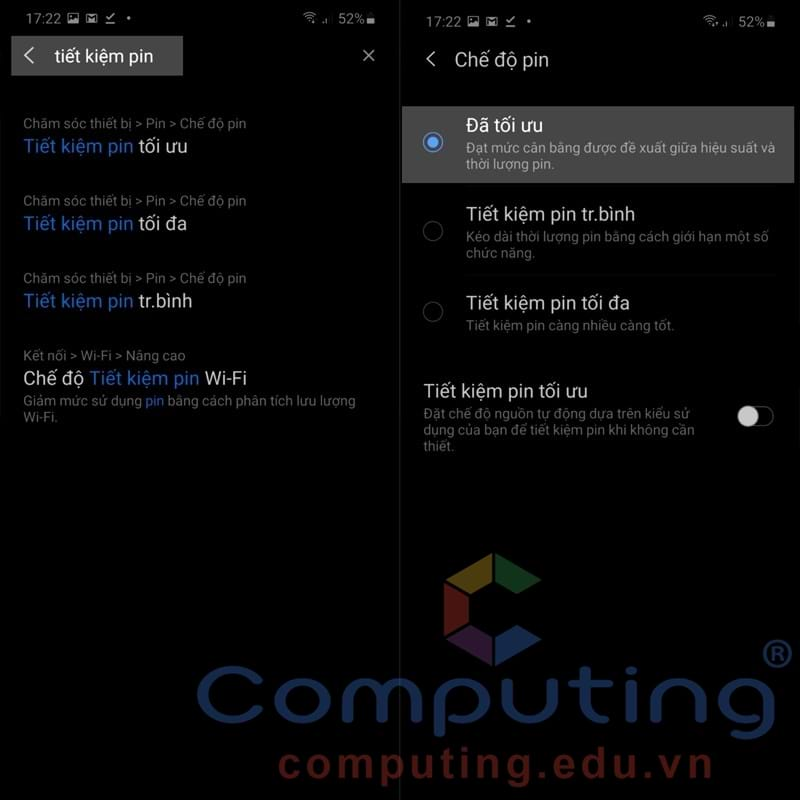 17:22
52%
tiết kiệm pin
Chăm sóc thiết bị > Pin > Chế độ pin
Tiết kiệm pin tối ưu
Chăm sóc thiết bị > Pin > Chế độ pin
Tiết kiệm pin tối đa
Chăm sóc thiết bị > Pin > Chế độ pin
Tiết kiệm pin tr.bình
Kết nối > Wi-Fi > Nâng cao
Chế độ Tiết kiệm pin Wi-Fi
Giảm mức sử dụng pin bằng cách phân tích lưu lượng
Wi-Fi.
17:22
52%
Chế độ pin
Đã tối ưu
Đạt mức cân bằng được đề xuất giữa hiệu suất và
thời lượng pin.
Tiết kiệm pin tr.bình
Kéo dài thời lượng pin bằng cách giới hạn một số
chức năng.
Tiết kiệm pin tối đa
Tiết kiệm pin càng nhiều càng tốt.
Tiết kiệm pin tối ưu
Đặt chế độ nguồn tự động dựa trên kiểu sử
dụng của bạn để tiết kiệm pin khi không cần
thiết.
Computing®
computing.edu.vn